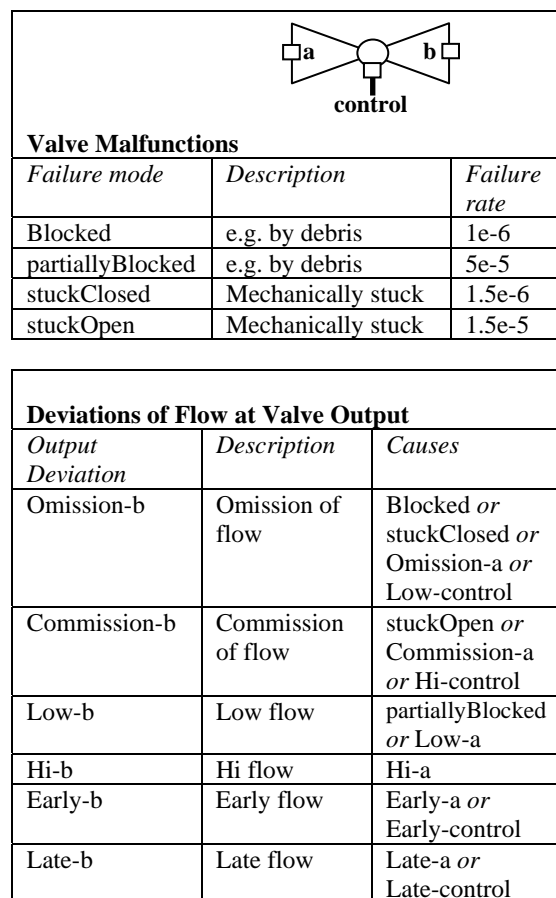 a b
control
Valve Malfunctions
Failure mode Description Failure
rate
Blocked e.g. by debris 1e-6
partiallyBlocked e.g. by debris 5e-5
stuckClosed Mechanically stuck 1.5e-6
stuckOpen Mechanically stuck 1.5e-5
Deviations of Flow at Valve Output
Output Description Causes
Deviation
Omission-b Omission of Blocked or
flow stuckClosed or
Omission-a or
Low-control
Commission-b Commission stuckOpen or
of flow Commission-a
or Hi-control
Low-b Low flow partiallyBlocked
or Low-a
Hi-b Hi flow Hi-a
Early-b Early flow Early-a or
Early-control
Late-b Late flow Late-a or
Late-control